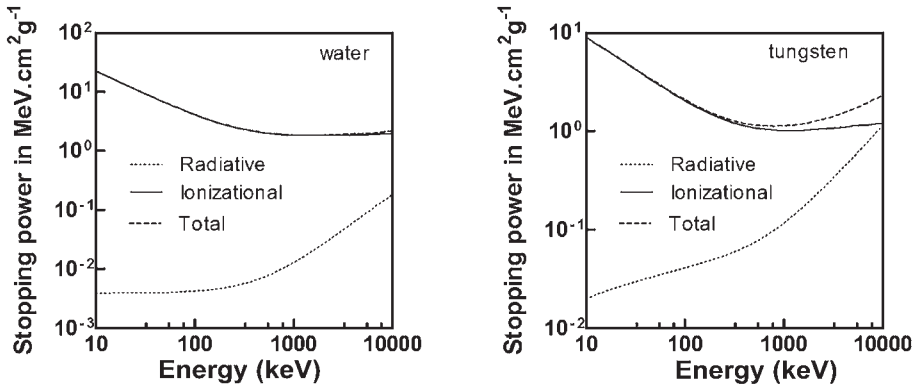 Stopping power in MeV.cm²g⁻¹
10²
10¹
10⁰
10⁻¹
10⁻²
10⁻³
water
Radiative
Ionizational
Total
10 100 1000 10000
Energy (keV)
Stopping power in MeV.cm²g⁻¹
10¹
10⁰
10⁻¹
10⁻²
tungsten
Radiative
Ionizational
Total
10 100 1000 10000
Energy (keV)